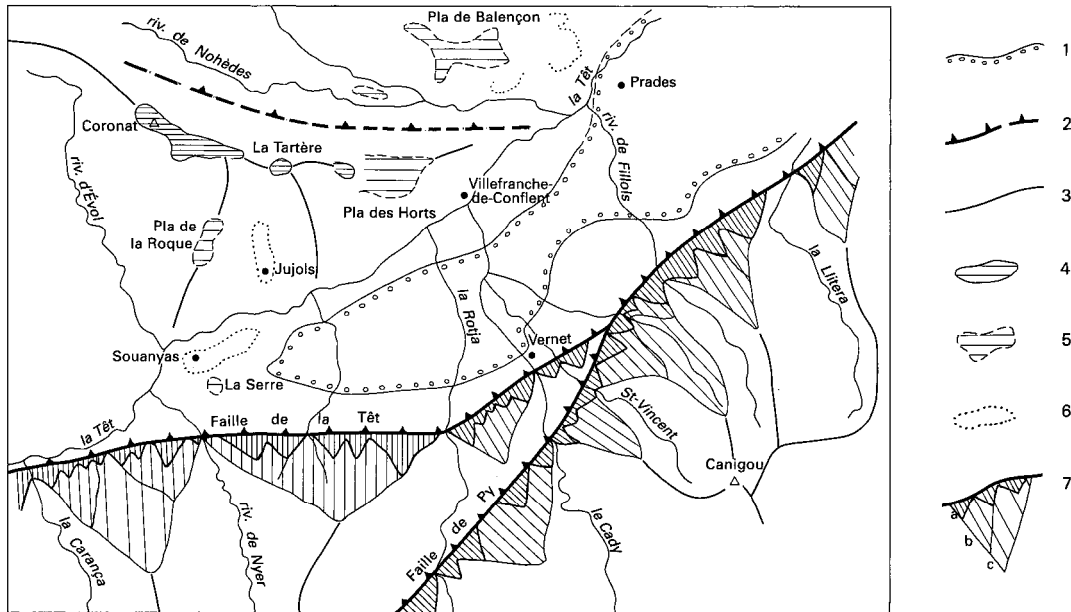 riv. de Nohèdes
Pla de Balençon
la Têt
Prades
Coronat
La Tartère
riv. de Fillols
riv. d'Évol
Villefranche-
de-Conflent
Pla des Horts
Pla de
la Roque
Jujols
la Llitera
la Rotja
Souanyas
Vernet
La Serre
St-Vincent
la Têt
Faille de la Têt
Canigou
Faille de Py
la Carança
riv. de Nyer
le Cady
1
2
3
4
5
6
7
a
b
c